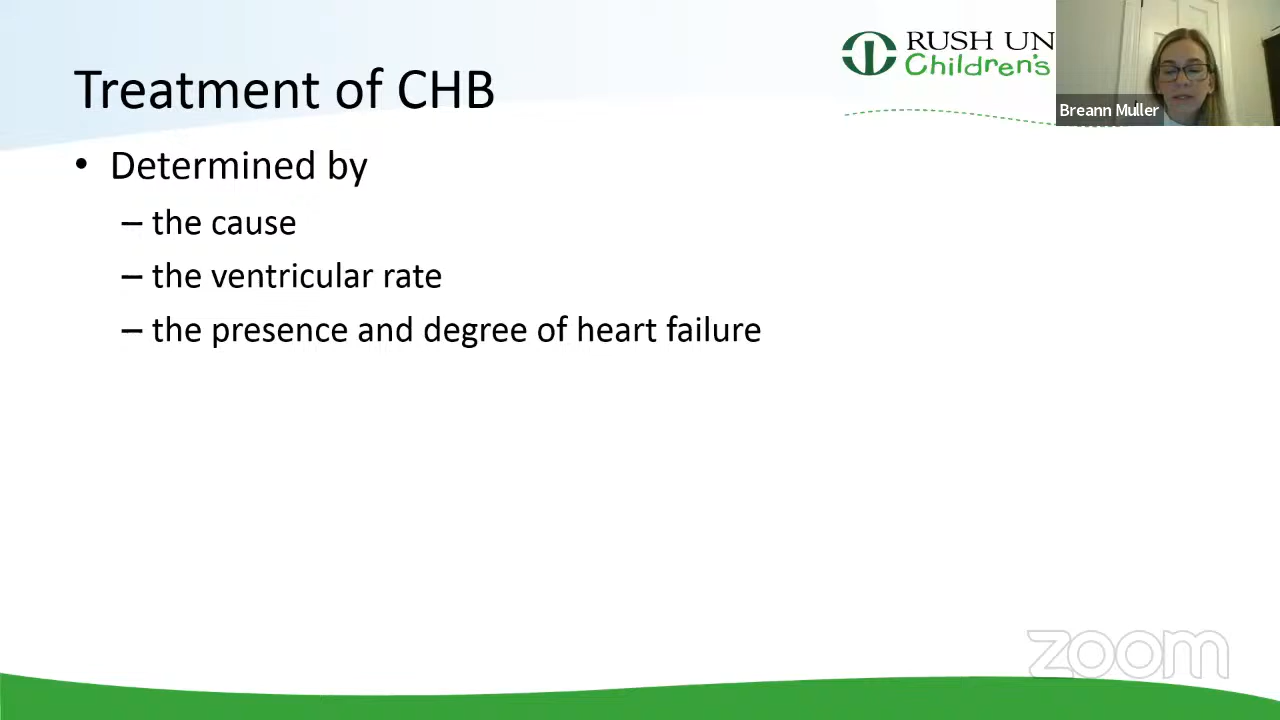 Treatment of CHB
RUSH UN
Children's
Breann Muller
• Determined by
– the cause
– the ventricular rate
– the presence and degree of heart failure
zoom